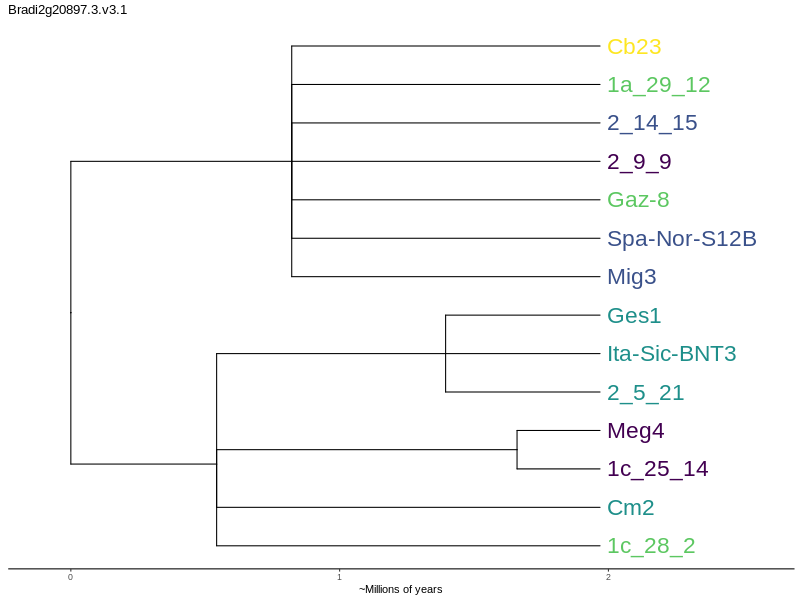 Bradi2g20897.3.v3.1
Cb23
1a_29_12
2_14_15
2_9_9
Gaz-8
Spa-Nor-S12B
Mig3
Ges1
Ita-Sic-BNT3
2_5_21
Meg4
1c_25_14
Cm2
1c_28_2
0 1 2
~Millions of years